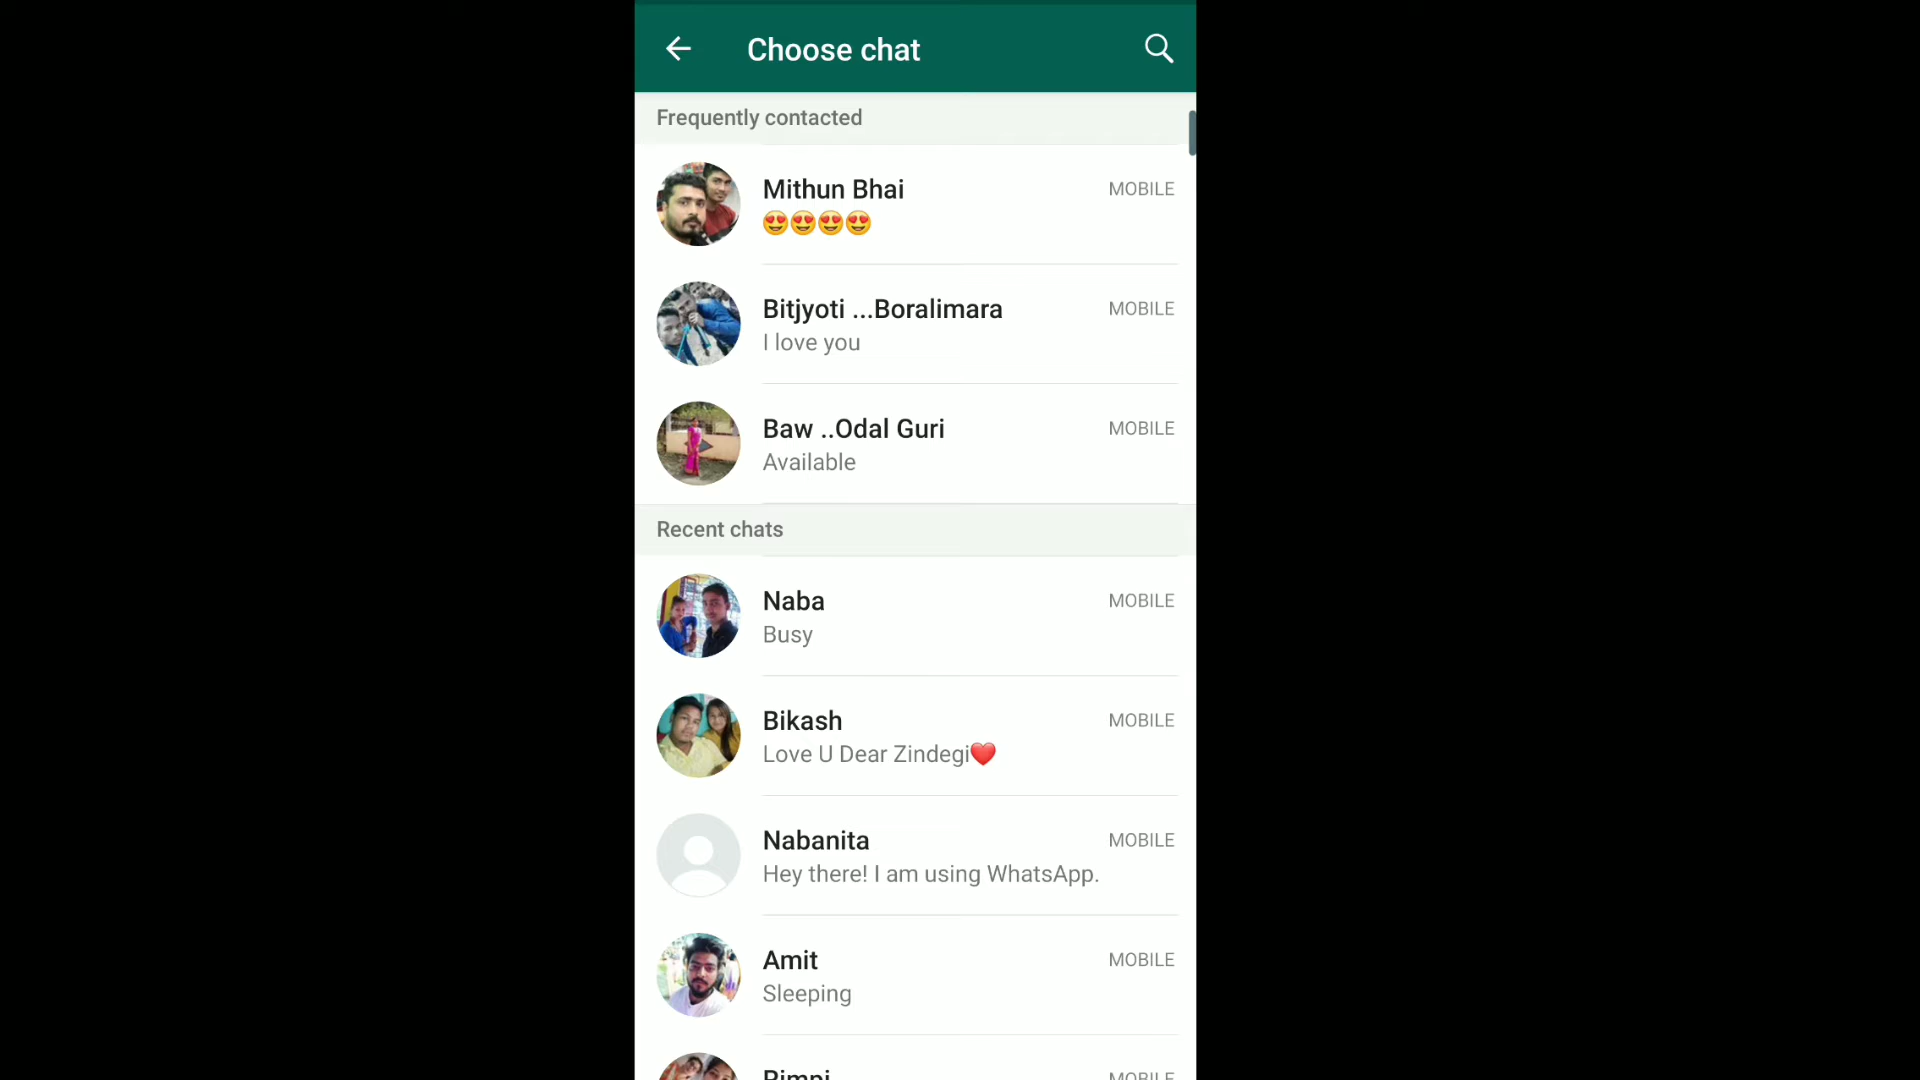 Choose chat
Frequently contacted
Mithun Bhai MOBILE
😍😍😍😍
Bitjyoti ...Boralimara MOBILE
I love you
Baw ..Odal Guri MOBILE
Available
Recent chats
Naba MOBILE
Busy
Bikash MOBILE
Love U Dear Zindegi❤️
Nabanita MOBILE
Hey there! I am using WhatsApp.
Amit MOBILE
Sleeping
MOBILE